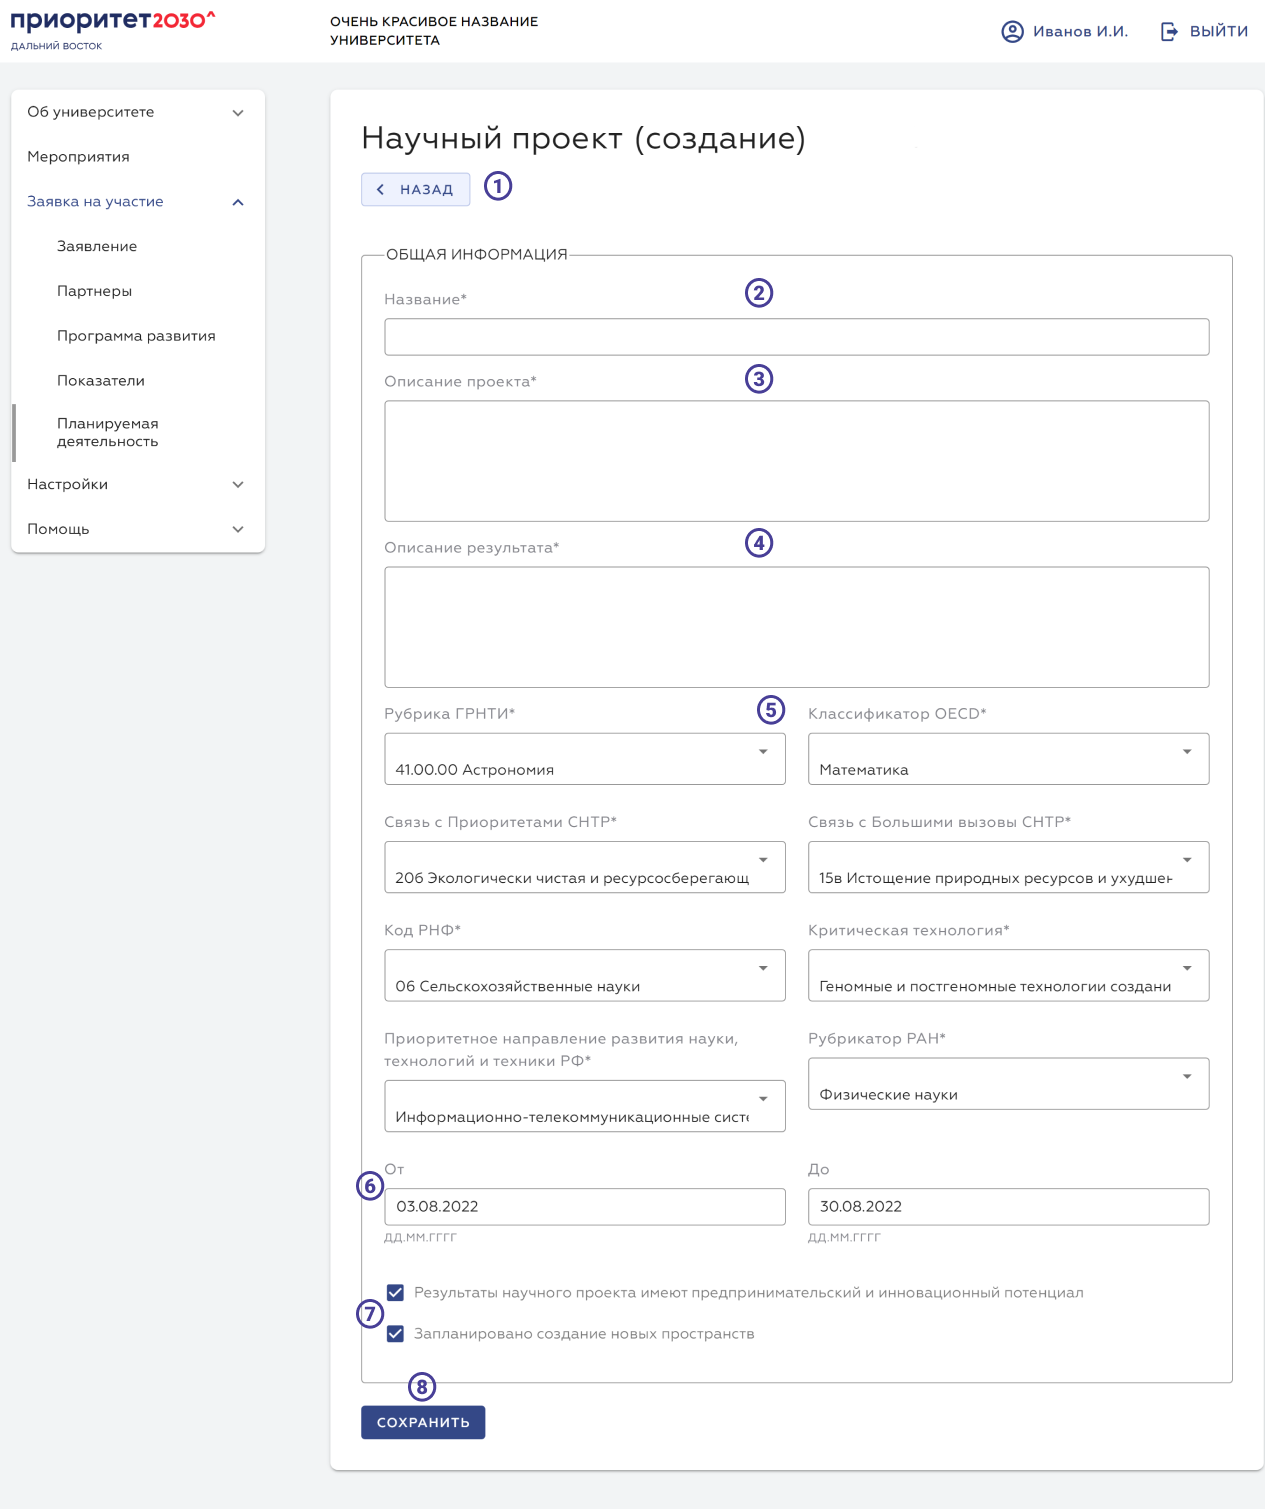 приоритет2030^
ДАЛЬНИЙ ВОСТОК
ОЧЕНЬ КРАСИВОЕ НАЗВАНИЕ
УНИВЕРСИТЕТА
Иванов И.И.
ВЫЙТИ
Об университете
Мероприятия
Заявка на участие
Заявление
Партнеры
Программа развития
Показатели
Планируемая
деятельность
Настройки
Помощь
Научный проект (создание)
НАЗАД
1
ОБЩАЯ ИНФОРМАЦИЯ
Название*
2
Описание проекта*
3
Описание результата*
4
Рубрика ГРНТИ*
5
Классификатор OECD*
41.00.00 Астрономия
Математика
Связь с Приоритетами СНТР*
Связь с Большими вызовы СНТР*
20б Экологически чистая и ресурсосберегающ
15в Истощение природных ресурсов и ухудшен
Код РНФ*
Критическая технология*
06 Сельскохозяйственные науки
Геномные и постгеномные технологии создани
Приоритетное направление развития науки,
технологий и техники РФ*
Рубрикатор РАН*
Информационно-телекоммуникационные систе
Физические науки
От
До
6
03.08.2022
30.08.2022
ДД.ММ.ГГГГ
ДД.ММ.ГГГГ
Результаты научного проекта имеют предпринимательский и инновационный потенциал
7
Запланировано создание новых пространств
8
СОХРАНИТЬ